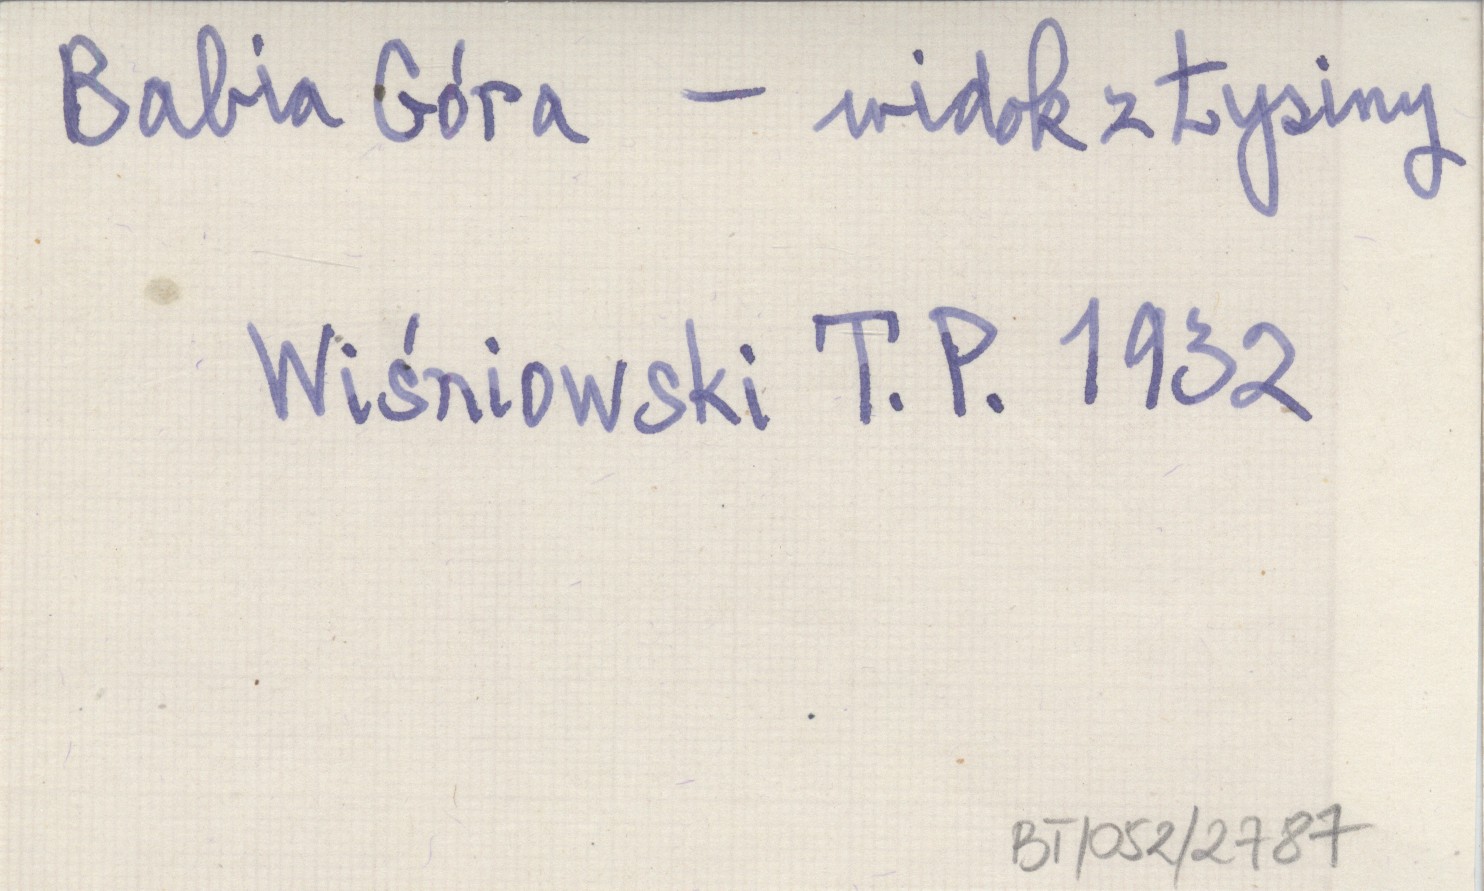 Babia Góra – widok z Łysiny
Wiśniowski T.P. 1932
BT/052/2787